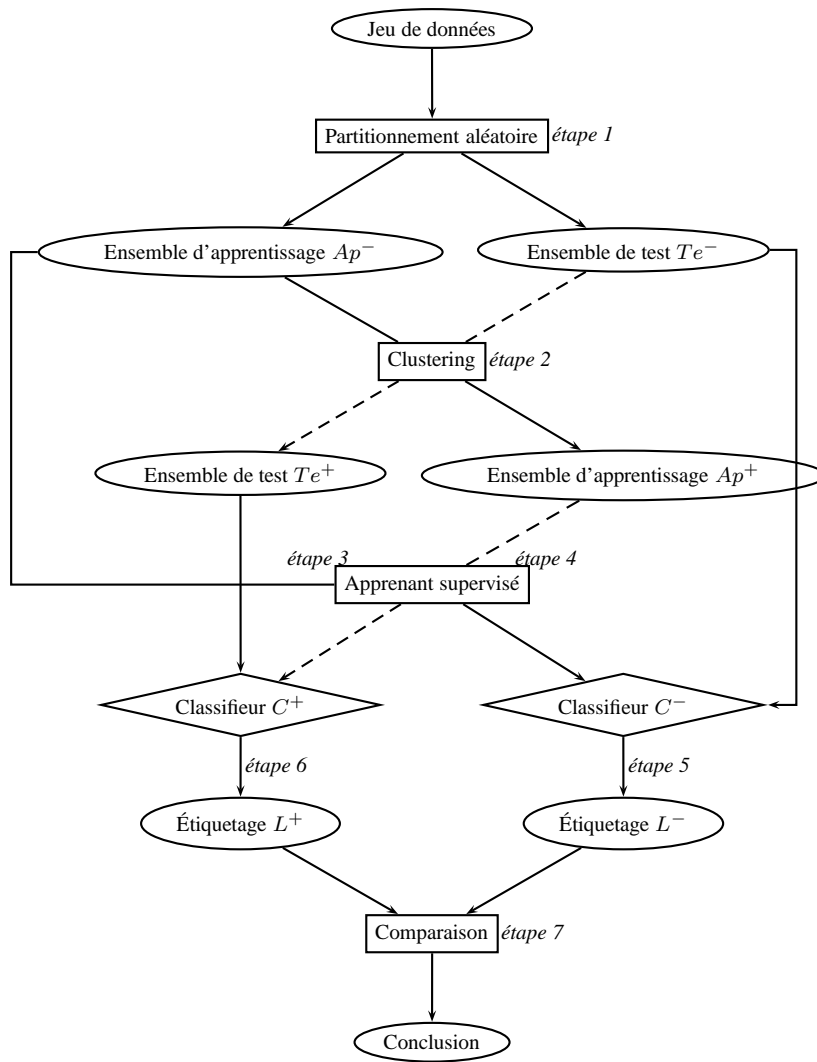 Jeu de données
Partitionnement aléatoire étape 1
Ensemble d'apprentissage Ap⁻
Ensemble de test Te⁻
Clustering étape 2
Ensemble de test Te⁺
Ensemble d'apprentissage Ap⁺
étape 3
étape 4
Apprenant supervisé
Classifieur C⁺
Classifieur C⁻
étape 6
étape 5
Étiquetage L⁺
Étiquetage L⁻
Comparaison étape 7
Conclusion